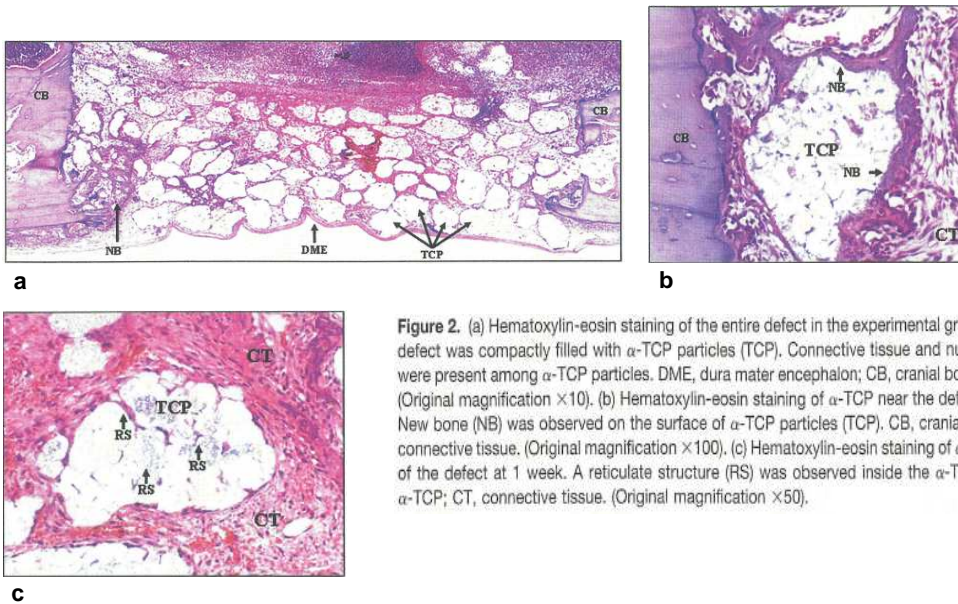 CB
CB
NB
DME
TCP
a
CB
NB
TCP
NB
CT
b
CT
TCP
RS
RS
RS
CT
c
Figure 2. (a) Hematoxylin-eosin staining of the entire defect in the experimental gr
defect was compactly filled with α-TCP particles (TCP). Connective tissue and nu
were present among α-TCP particles. DME, dura mater encephalon; CB, cranial bo
(Original magnification ×10). (b) Hematoxylin-eosin staining of α-TCP near the def
New bone (NB) was observed on the surface of α-TCP particles (TCP). CB, cranial
connective tissue. (Original magnification ×100). (c) Hematoxylin-eosin staining of
of the defect at 1 week. A reticulate structure (RS) was observed inside the α-T
α-TCP; CT, connective tissue. (Original magnification ×50).